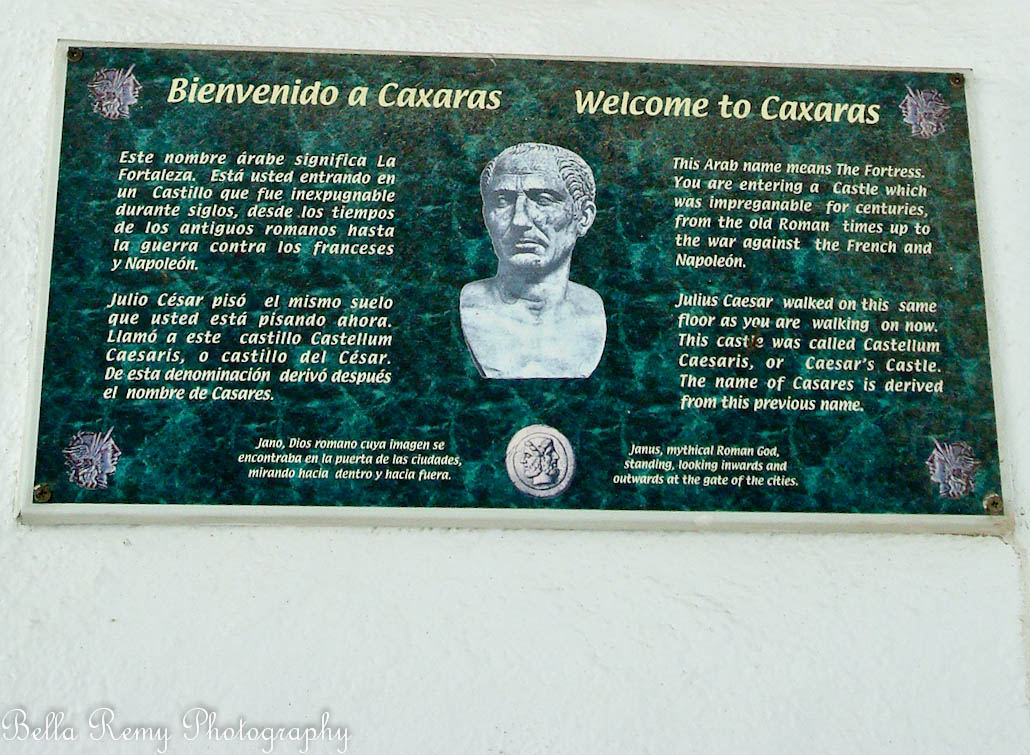 Bienvenido a Caxaras
Este nombre árabe significa La
Fortaleza. Está usted entrando en
un Castillo que fue inexpugnable
durante siglos, desde los tiempos
de los antiguos romanos hasta
la guerra contra los franceses
y Napoleón.
Julio César pisó el mismo suelo
que usted está pisando ahora.
Llamó a este castillo Castellum
Caesaris, o castillo del César.
De esta denominación derivó después
el nombre de Casares.
Jano, Dios romano cuya imagen se
encontraba en la puerta de las ciudades,
mirando hacia dentro y hacia fuera.
Welcome to Caxaras
This Arab name means The Fortress.
You are entering a Castle which
was impreganable for centuries,
from the old Roman times up to
the war against the French and
Napoleón.
Julius Caesar walked on this same
floor as you are walking on now.
This castle was called Castellum
Caesaris, or Caesar's Castle.
The name of Casares is derived
from this previous name.
Janus, mythical Roman God,
standing, looking inwards and
outwards at the gate of the cities.
Bella Remy Photography